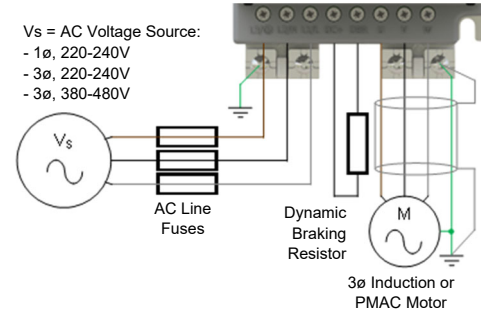 Vs = AC Voltage Source:
- 1ø, 220-240V
- 3ø, 220-240V
- 3ø, 380-480V
Vs
AC Line
Fuses
Dynamic
Braking
Resistor
M
3ø Induction or
PMAC Motor